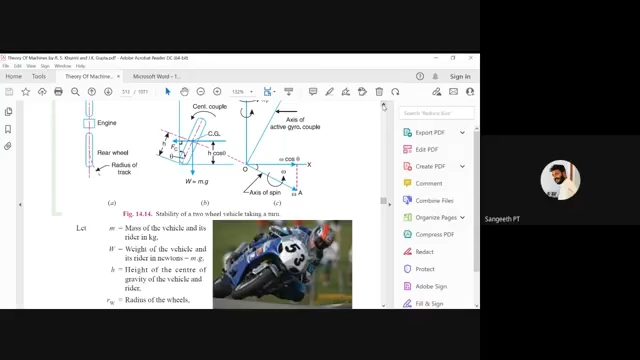 Theory Of Machines by R. S. Khurmi and J.K. Gupta.pdf - Adobe Acrobat Reader DC (64-bit)
File Edit View Sign Window Help
Home Tools Theory Of Machine... Microsoft Word - 1... Sign In
513 / 1071 132%
Search 'Reduce Size'
Export PDF
Edit PDF
Create PDF
Comment
Combine Files
Organize Pages
Compress PDF
Redact
Protect
Adobe Sign
Fill & Sign
Engine
Rear wheel
Radius of
track
(a)
Cent. couple
C.G.
h
FC
θ
h cosθ
W = m.g
(b)
Axis of
active gyro. couple
ω cos θ
X
O
ω
ω A
Axis of spin
(c)
Fig. 14.14. Stability of a two wheel vehicle taking a turn.
Let m = Mass of the vehicle and its
rider in kg,
W = Weight of the vehicle and
its rider in newtons = m.g,
h = Height of the centre of
gravity of the vehicle and
rider,
rW = Radius of the wheels,
53
Sangeeth PT